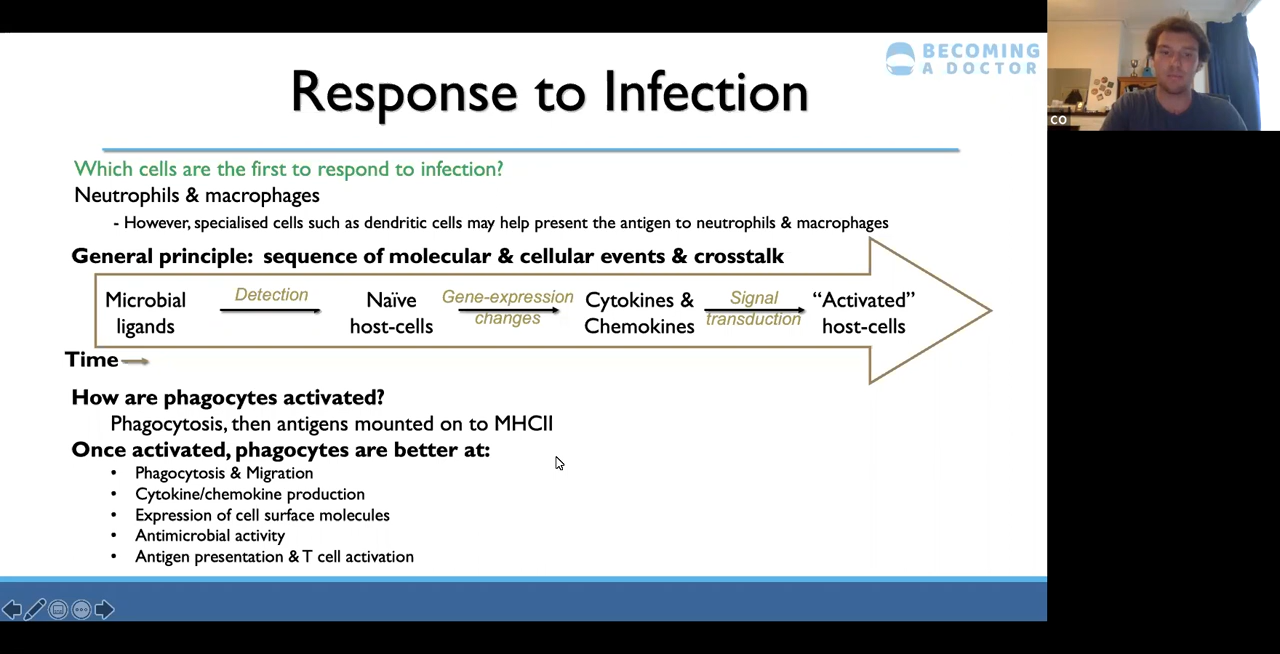 BECOMING
A DOCTOR
Response to Infection
CO
Which cells are the first to respond to infection?
Neutrophils & macrophages
- However, specialised cells such as dendritic cells may help present the antigen to neutrophils & macrophages
General principle: sequence of molecular & cellular events & crosstalk
Microbial
ligands
Detection
Naïve
host-cells
Gene-expression
changes
Cytokines &
Chemokines
Signal
transduction
“Activated”
host-cells
Time
How are phagocytes activated?
Phagocytosis, then antigens mounted on to MHCII
Once activated, phagocytes are better at:
• Phagocytosis & Migration
• Cytokine/chemokine production
• Expression of cell surface molecules
• Antimicrobial activity
• Antigen presentation & T cell activation